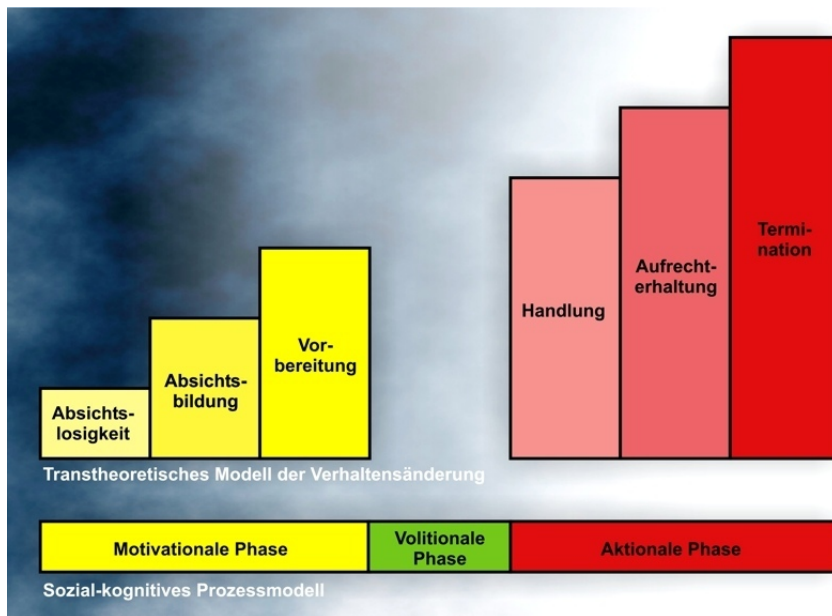 Absichts-
losigkeit
Absichts-
bildung
Vor-
bereitung
Handlung
Aufrecht-
erhaltung
Termi-
nation
Transtheoretisches Modell der Verhaltensänderung
Motivationale Phase
Volitionale
Phase
Aktionale Phase
Sozial-kognitives Prozessmodell